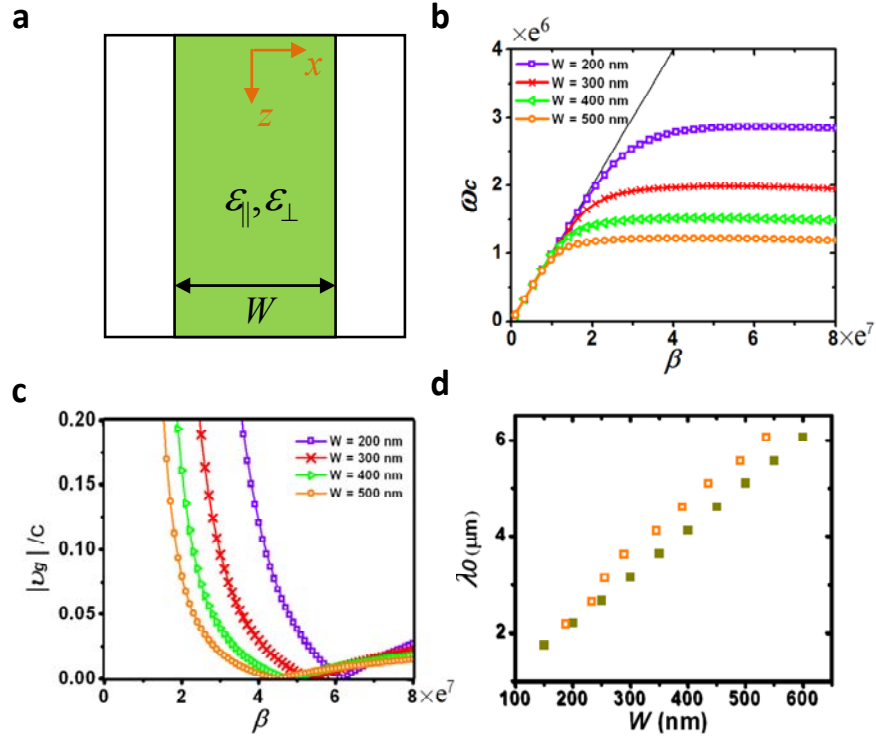 a
x
z
ε∥, ε⊥
W
b
×e⁶
4
3
2
1
0
ωc
W = 200 nm
W = 300 nm
W = 400 nm
W = 500 nm
0 2 4 6 8 ×e⁷
β
c
0.20
0.15
0.10
0.05
0.00
|υg| /c
W = 200 nm
W = 300 nm
W = 400 nm
W = 500 nm
2 4 6 8 ×e⁷
β
d
6
4
2
λ0 (μm)
100 200 300 400 500 600
W (nm)